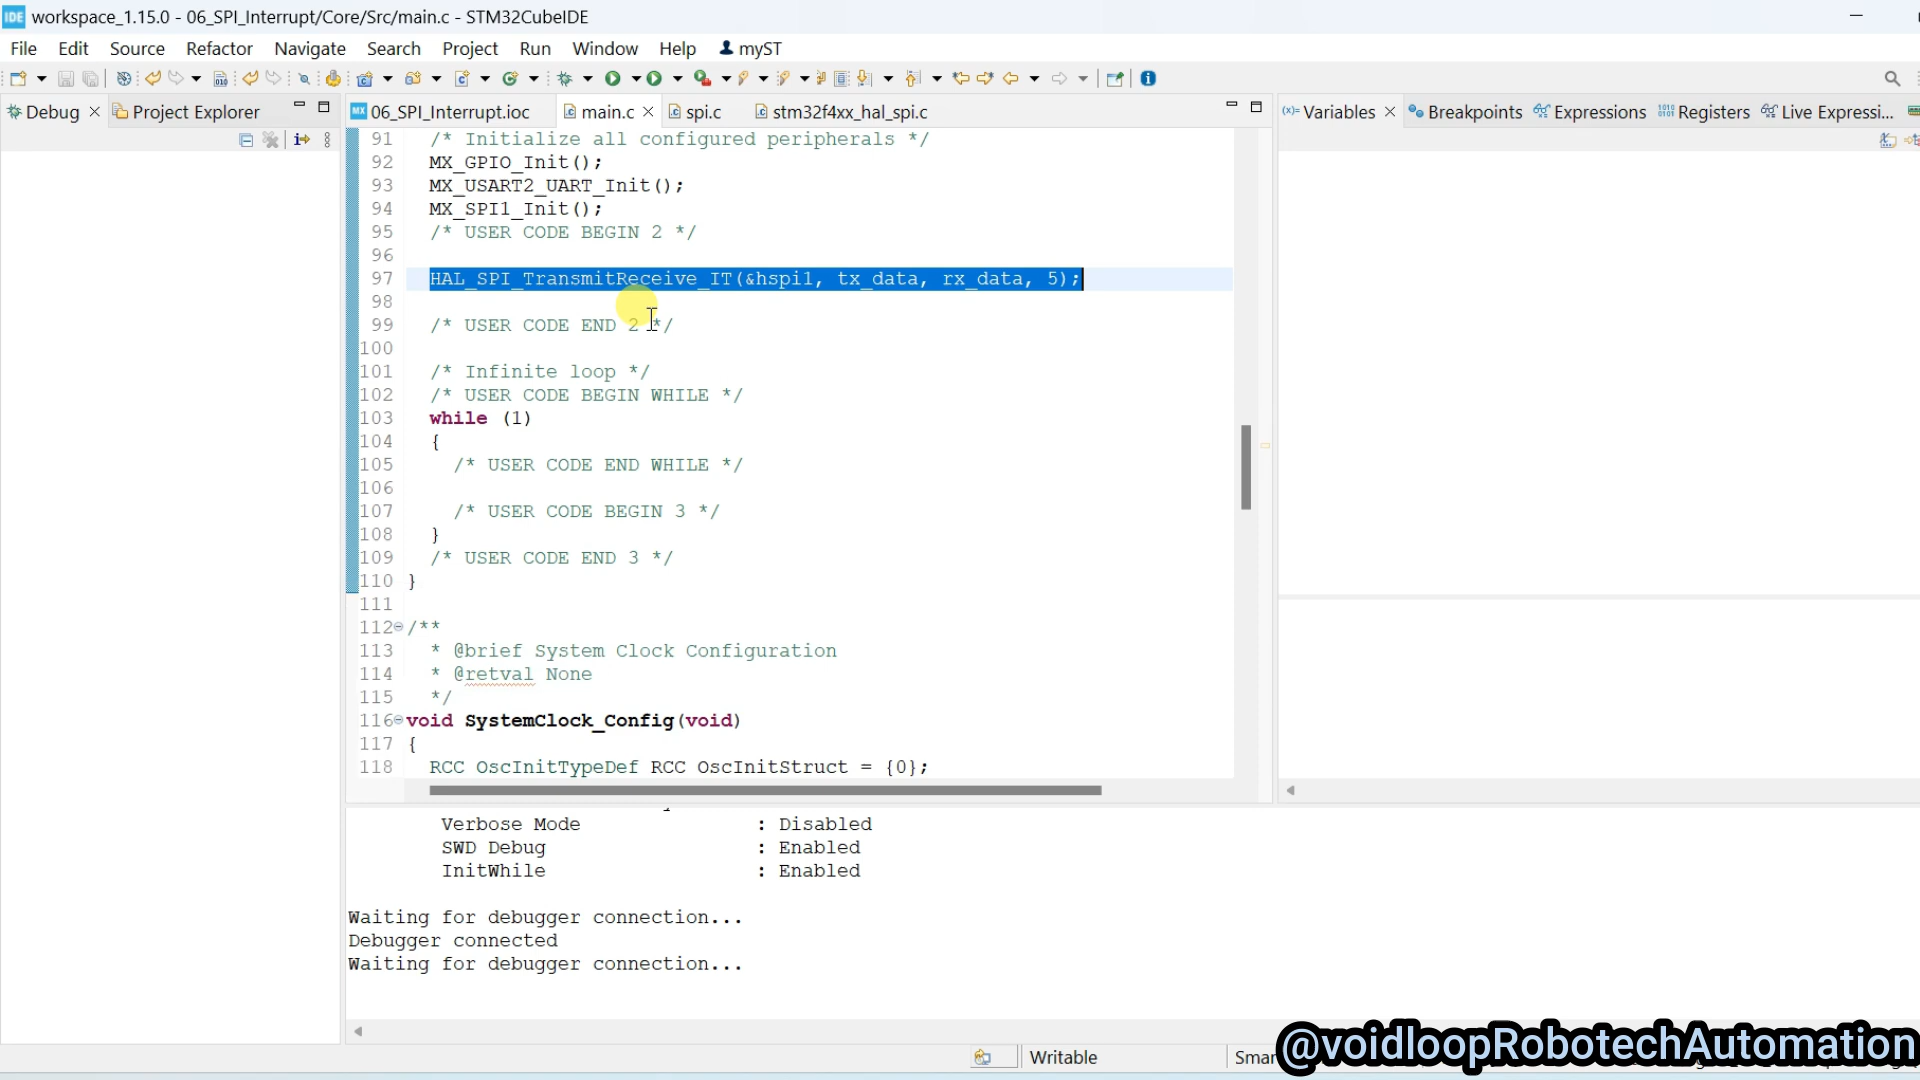 IDE workspace_1.15.0 - 06_SPI_Interrupt/Core/Src/main.c - STM32CubeIDE
File Edit Source Refactor Navigate Search Project Run Window Help myST
Debug Project Explorer
MX 06_SPI_Interrupt.ioc main.c spi.c stm32f4xx_hal_spi.c
(x)= Variables Breakpoints Expressions Registers Live Expressi...
91 /* Initialize all configured peripherals */
92 MX_GPIO_Init();
93 MX_USART2_UART_Init();
94 MX_SPI1_Init();
95 /* USER CODE BEGIN 2 */
96
97 HAL_SPI_TransmitReceive_IT(&hspi1, tx_data, rx_data, 5);
98
99 /* USER CODE END 2 */
100
101 /* Infinite loop */
102 /* USER CODE BEGIN WHILE */
103 while (1)
104 {
105 /* USER CODE END WHILE */
106
107 /* USER CODE BEGIN 3 */
108 }
109 /* USER CODE END 3 */
110 }
111
112 /**
113 * @brief System Clock Configuration
114 * @retval None
115 */
116 void SystemClock_Config(void)
117 {
118 RCC_OscInitTypeDef RCC_OscInitStruct = {0};
Verbose Mode : Disabled
SWD Debug : Enabled
InitWhile : Enabled
Waiting for debugger connection...
Debugger connected
Waiting for debugger connection...
Writable
Smar
@voidloopRobotechAutomation